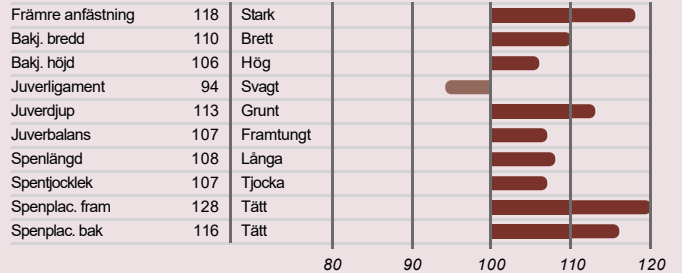 Främre anfästning 118 Stark
Bakj. bredd 110 Brett
Bakj. höjd 106 Hög
Juverligament 94 Svagt
Juverdjup 113 Grunt
Juverbalans 107 Framtungt
Spenlängd 108 Långa
Spentjocklek 107 Tjocka
Spenplac. fram 128 Tätt
Spenplac. bak 116 Tätt
80 90 100 110 120